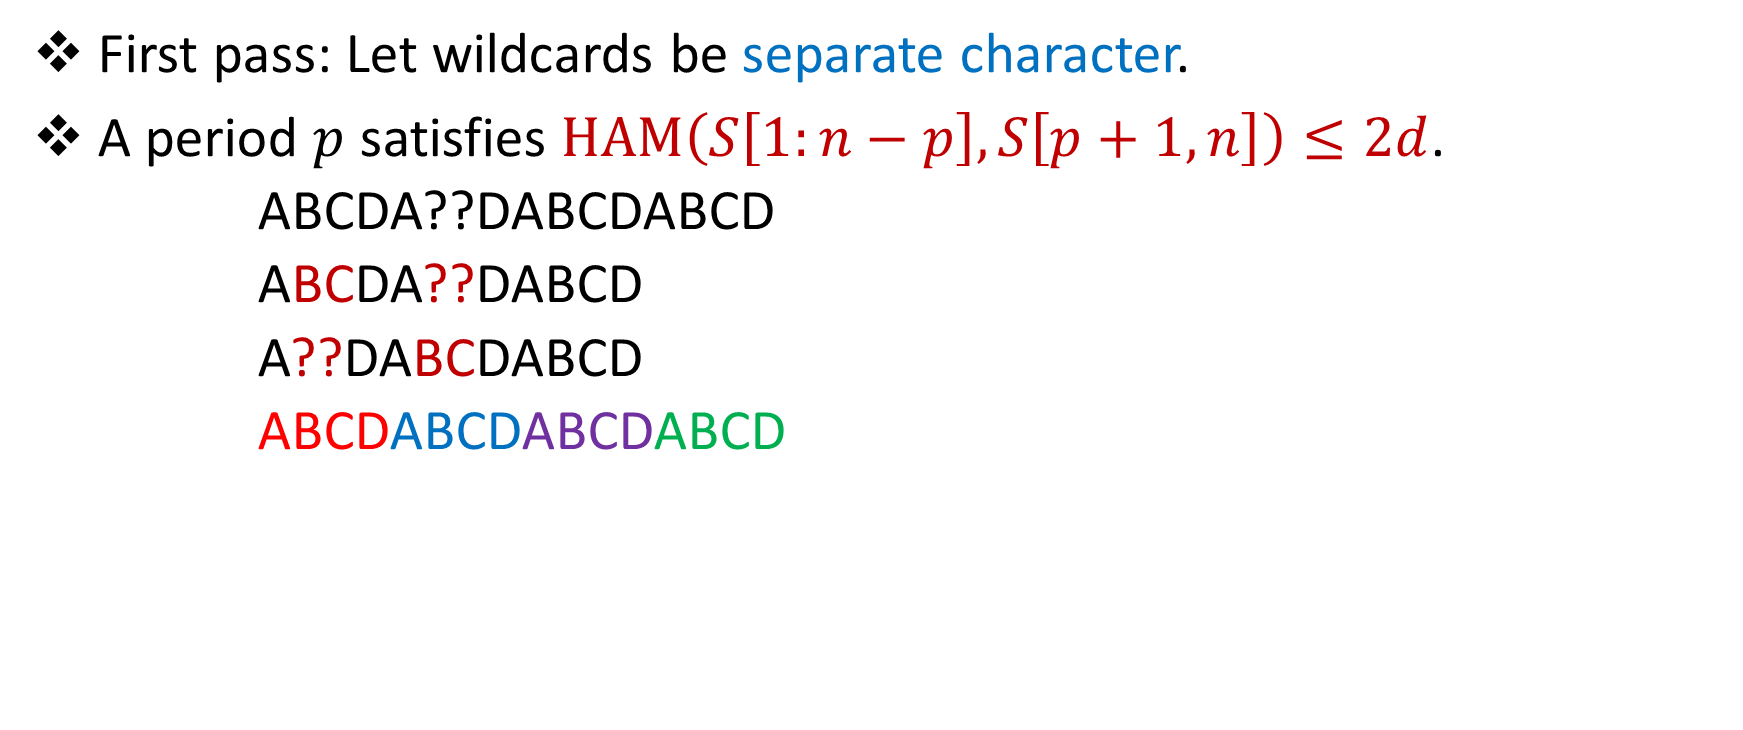 ❖ First pass: Let wildcards be separate character.
❖ A period p satisfies HAM(S[1: n − p], S[p + 1, n]) ≤ 2d.
ABCDA??DABCDABCD
ABCDA??DABCD
A??DABCDABCD
ABCDABCDABCDABCD